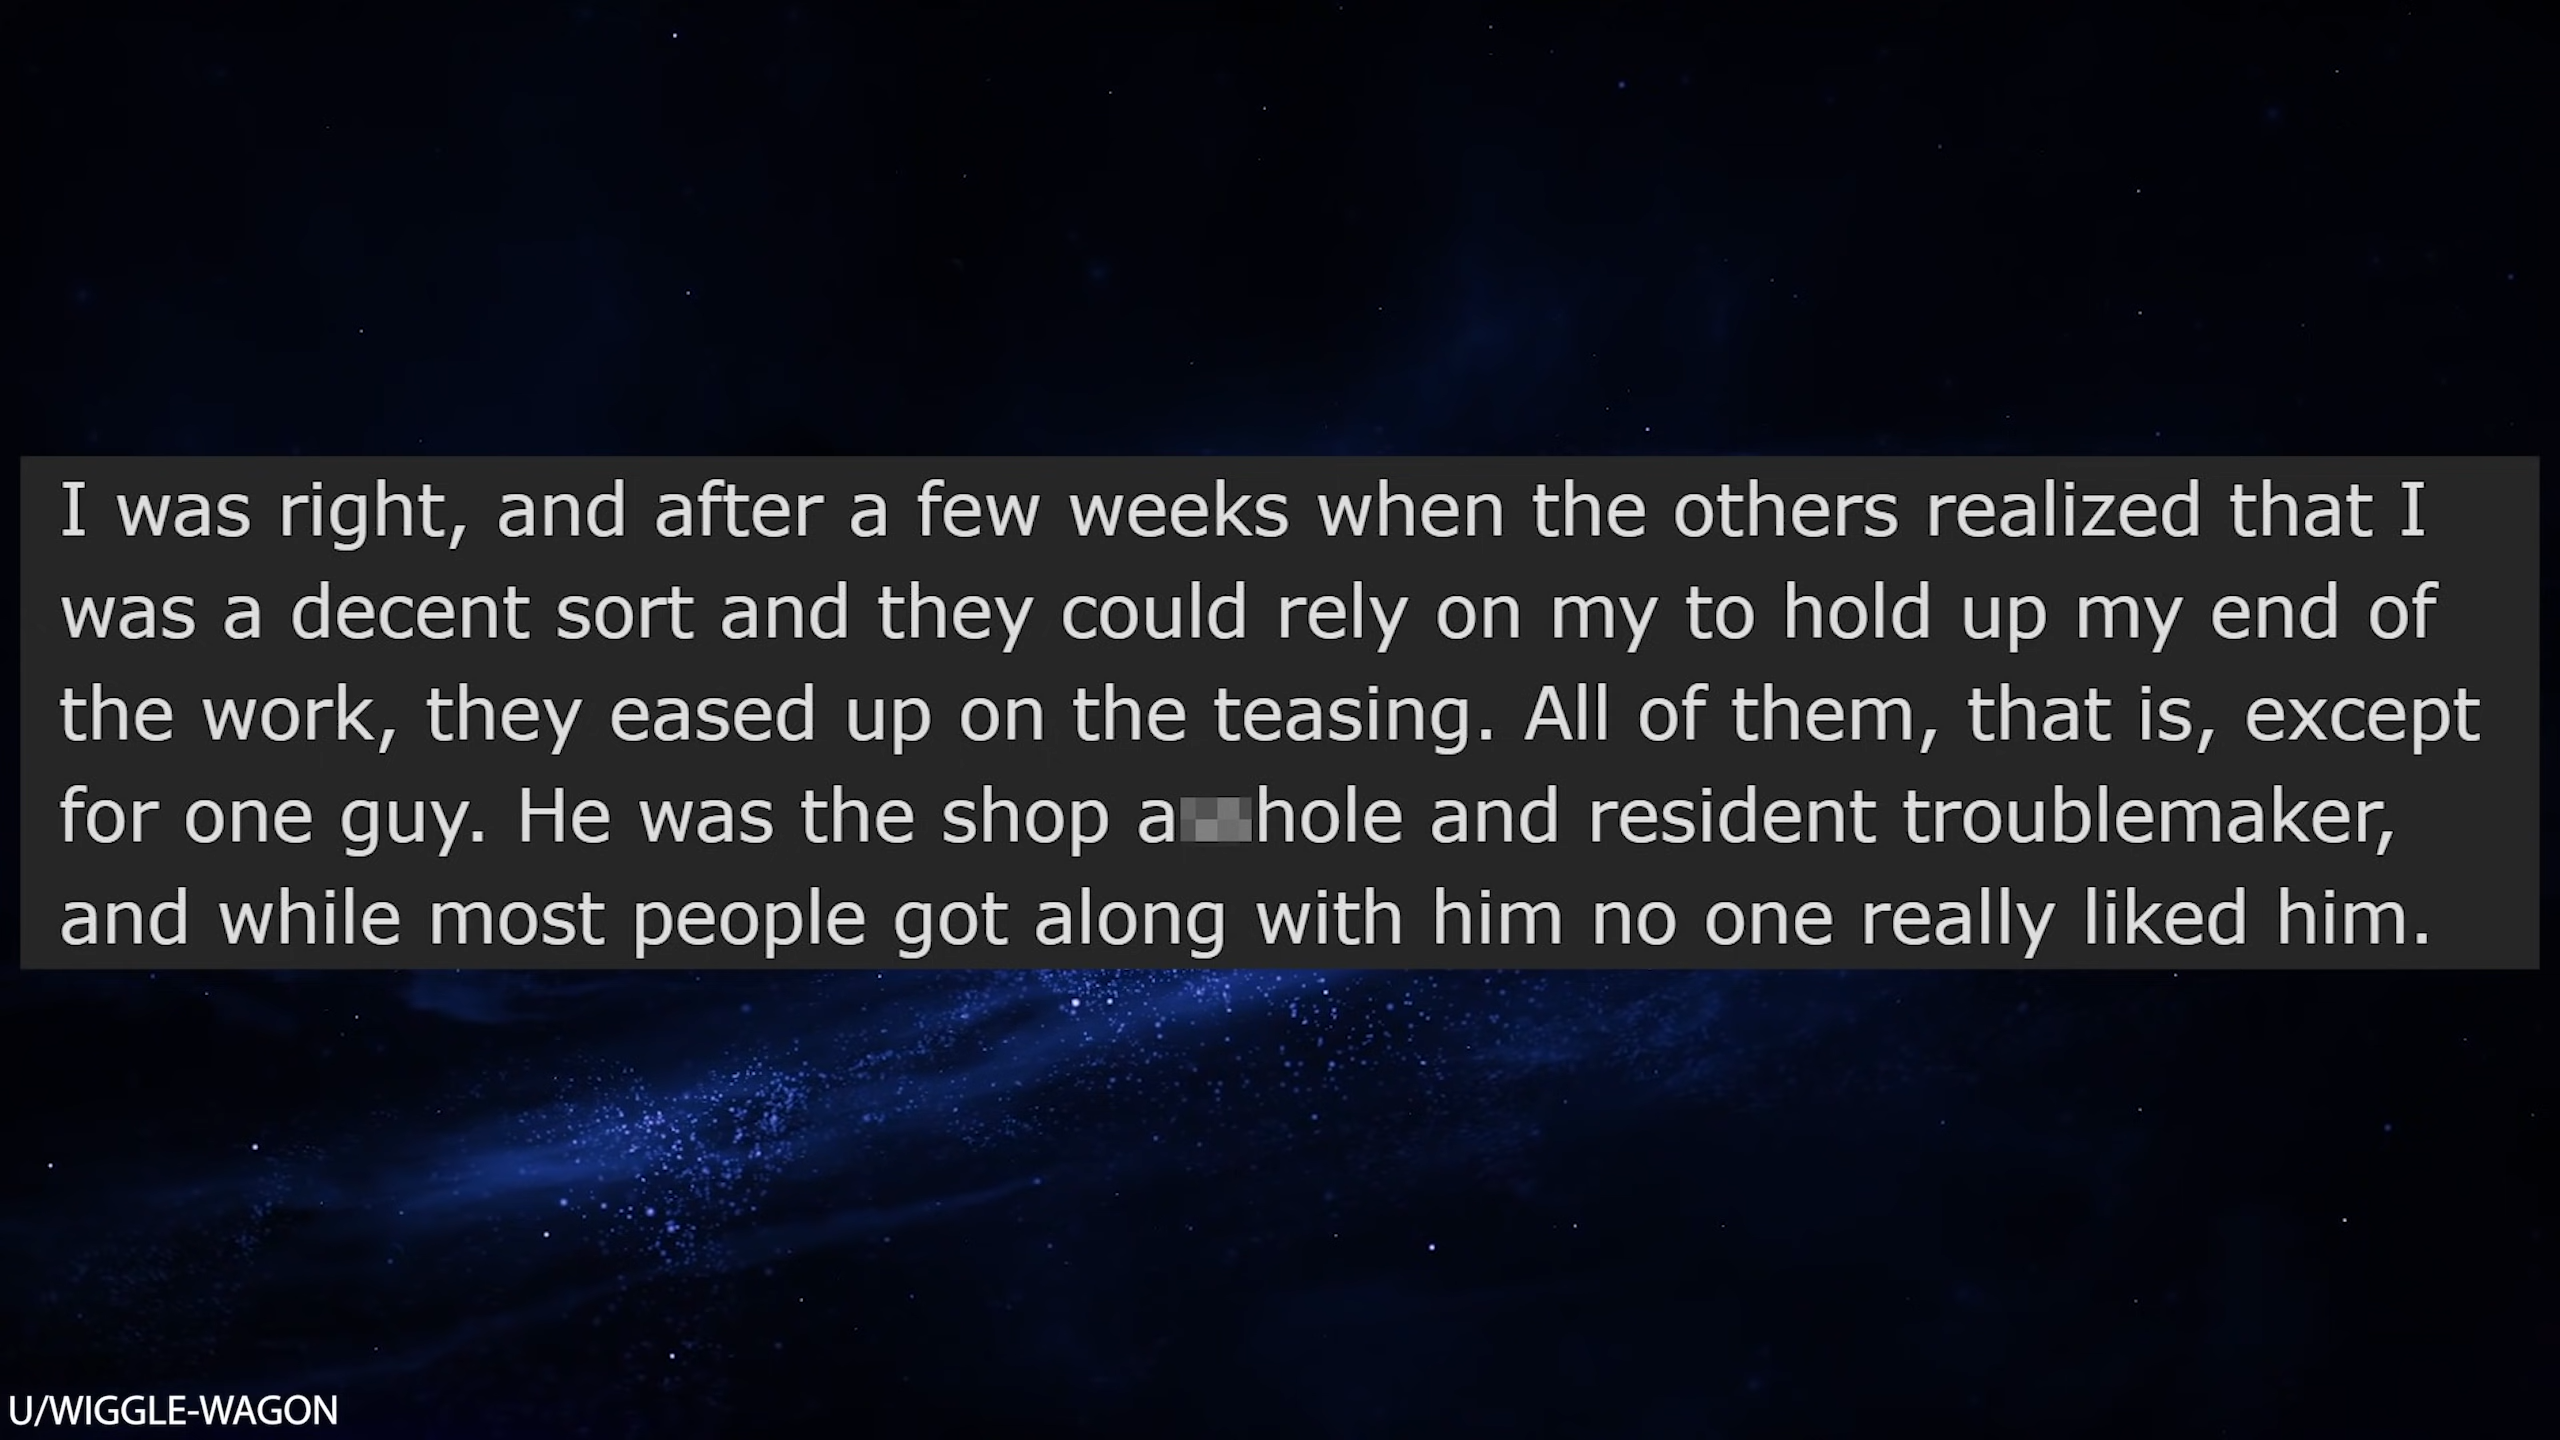 I was right, and after a few weeks when the others realized that I
was a decent sort and they could rely on my to hold up my end of
the work, they eased up on the teasing. All of them, that is, except
for one guy. He was the shop a hole and resident troublemaker,
and while most people got along with him no one really liked him.
U/WIGGLE-WAGON